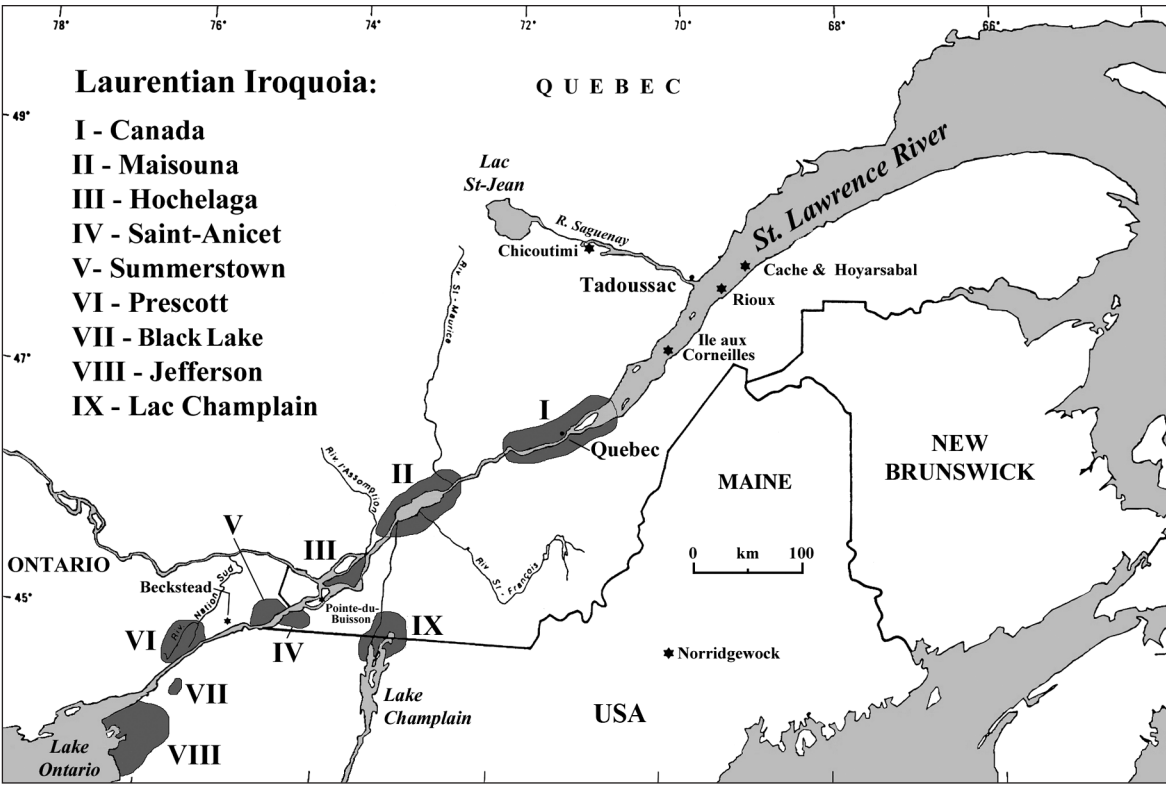 78°
76°
74°
72°
70°
68°
66°
Laurentian Iroquoia:
I - Canada
II - Maisouna
III - Hochelaga
IV - Saint-Anicet
V- Summerstown
VI - Prescott
VII - Black Lake
VIII - Jefferson
IX - Lac Champlain
49°
47°
45°
QUEBEC
Lac
St-Jean
R. Saguenay
Chicoutimi
Tadoussac
St. Lawrence River
Cache & Hoyarsabal
Rioux
Ile aux
Corneilles
Riv St-Maurice
I
Quebec
II
Riv l'Assomption
NEW
BRUNSWICK
MAINE
0 km 100
V
III
ONTARIO
Riv St-François
Beckstead
Riv. Nation Sud
Pointe-du-
Buisson
VI
IV
IX
Norridgewock
VII
Lake
Champlain
USA
VIII
Lake
Ontario